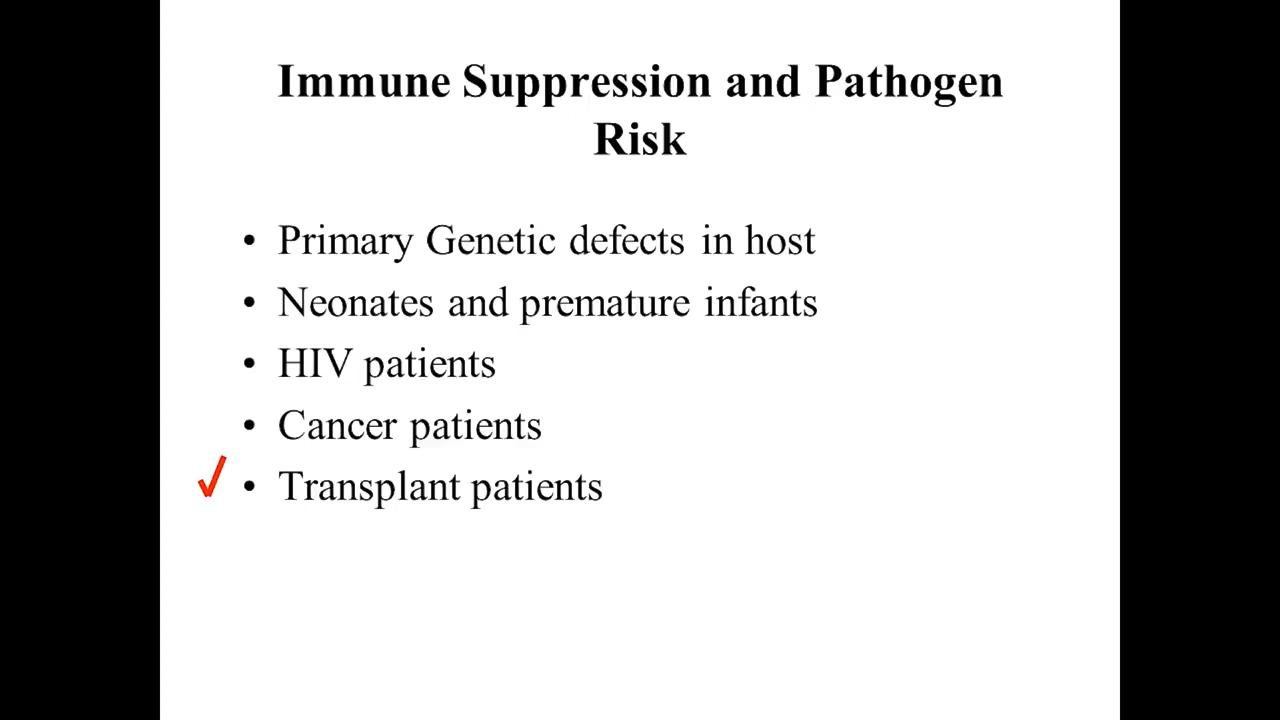 Immune Suppression and Pathogen
Risk
• Primary Genetic defects in host
• Neonates and premature infants
• HIV patients
• Cancer patients
• Transplant patients